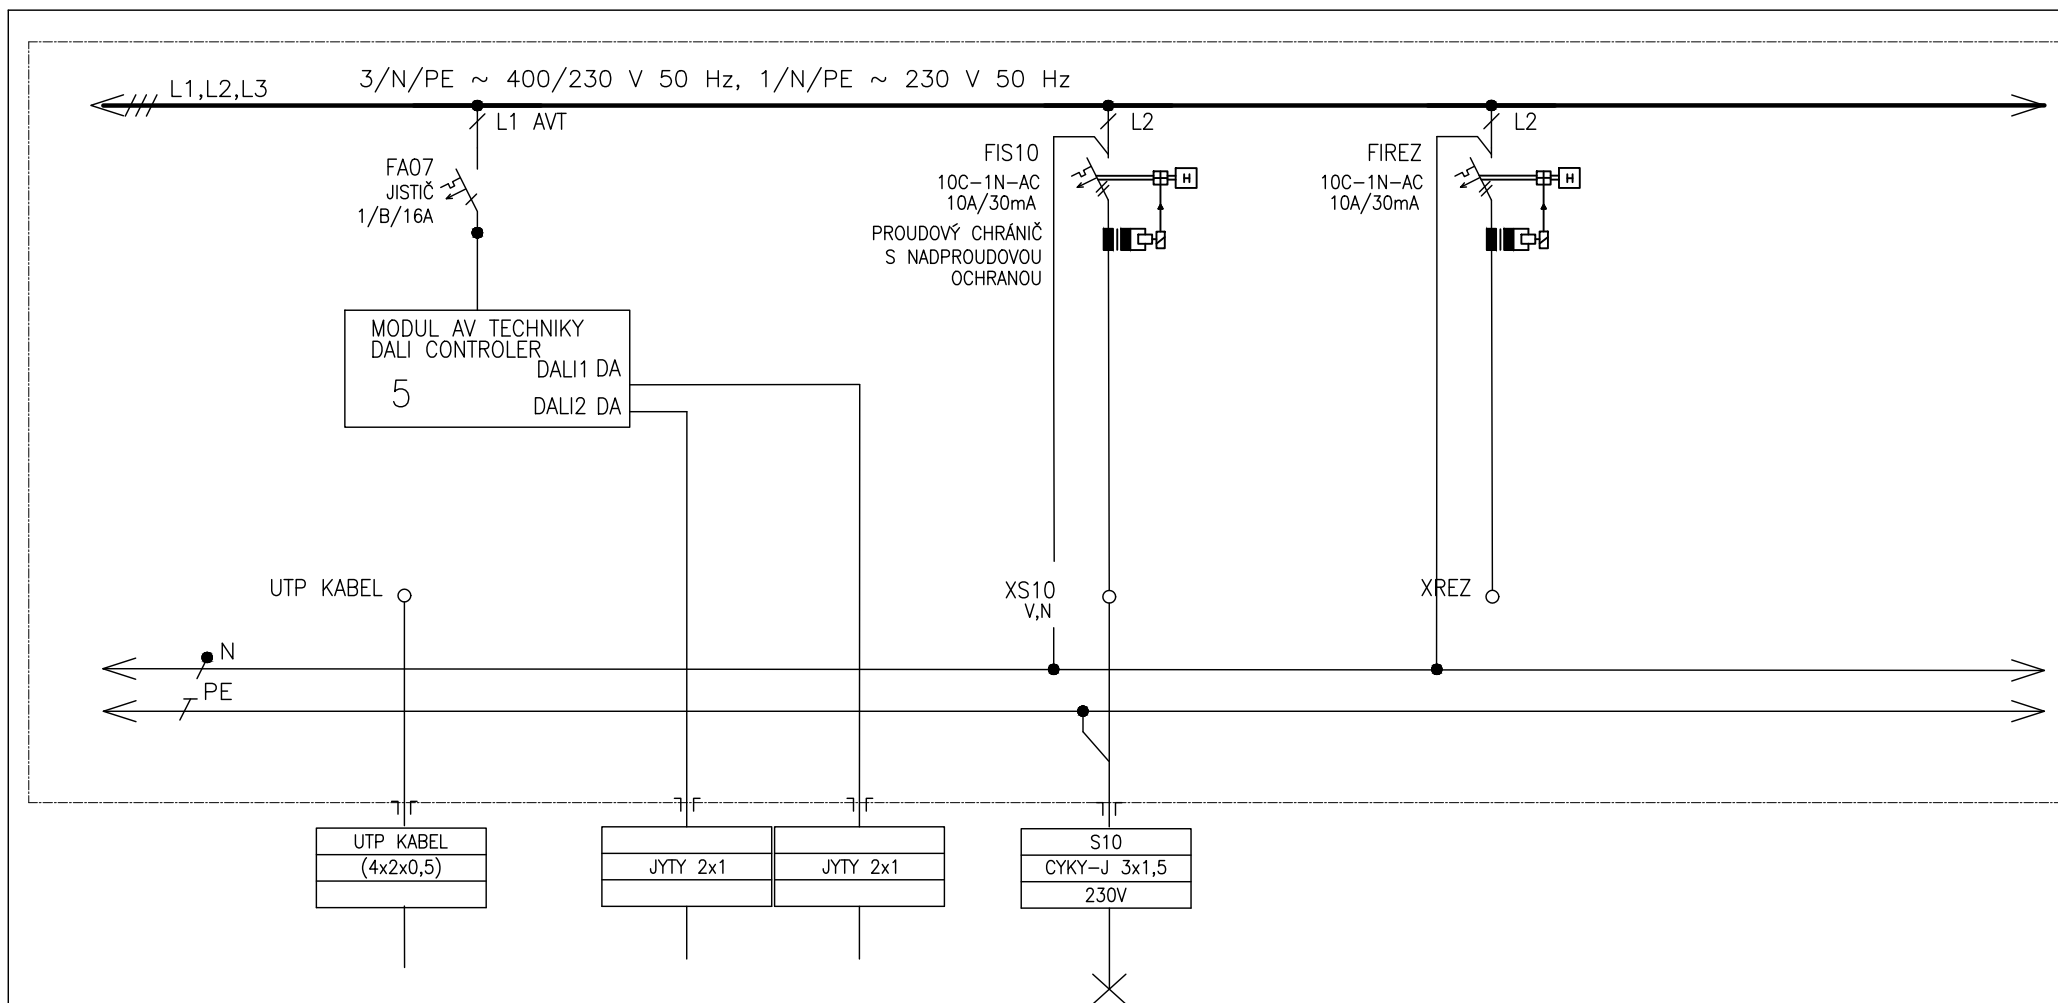 3/N/PE ~ 400/230 V 50 Hz, 1/N/PE ~ 230 V 50 Hz
L1,L2,L3
L1 AVT
L2
L2
FA07
JISTIČ
1/B/16A
FIS10
10C-1N-AC
10A/30mA
PROUDOVÝ CHRÁNIČ
S NADPROUDOVOU
OCHRANOU
H
FIREZ
10C-1N-AC
10A/30mA
H
MODUL AV TECHNIKY
DALI CONTROLER
DALI1 DA
5
DALI2 DA
UTP KABEL
XS10
V,N
XREZ
N
PE
UTP KABEL
(4x2x0,5)
JYTY 2x1
JYTY 2x1
S10
CYKY-J 3x1,5
230V